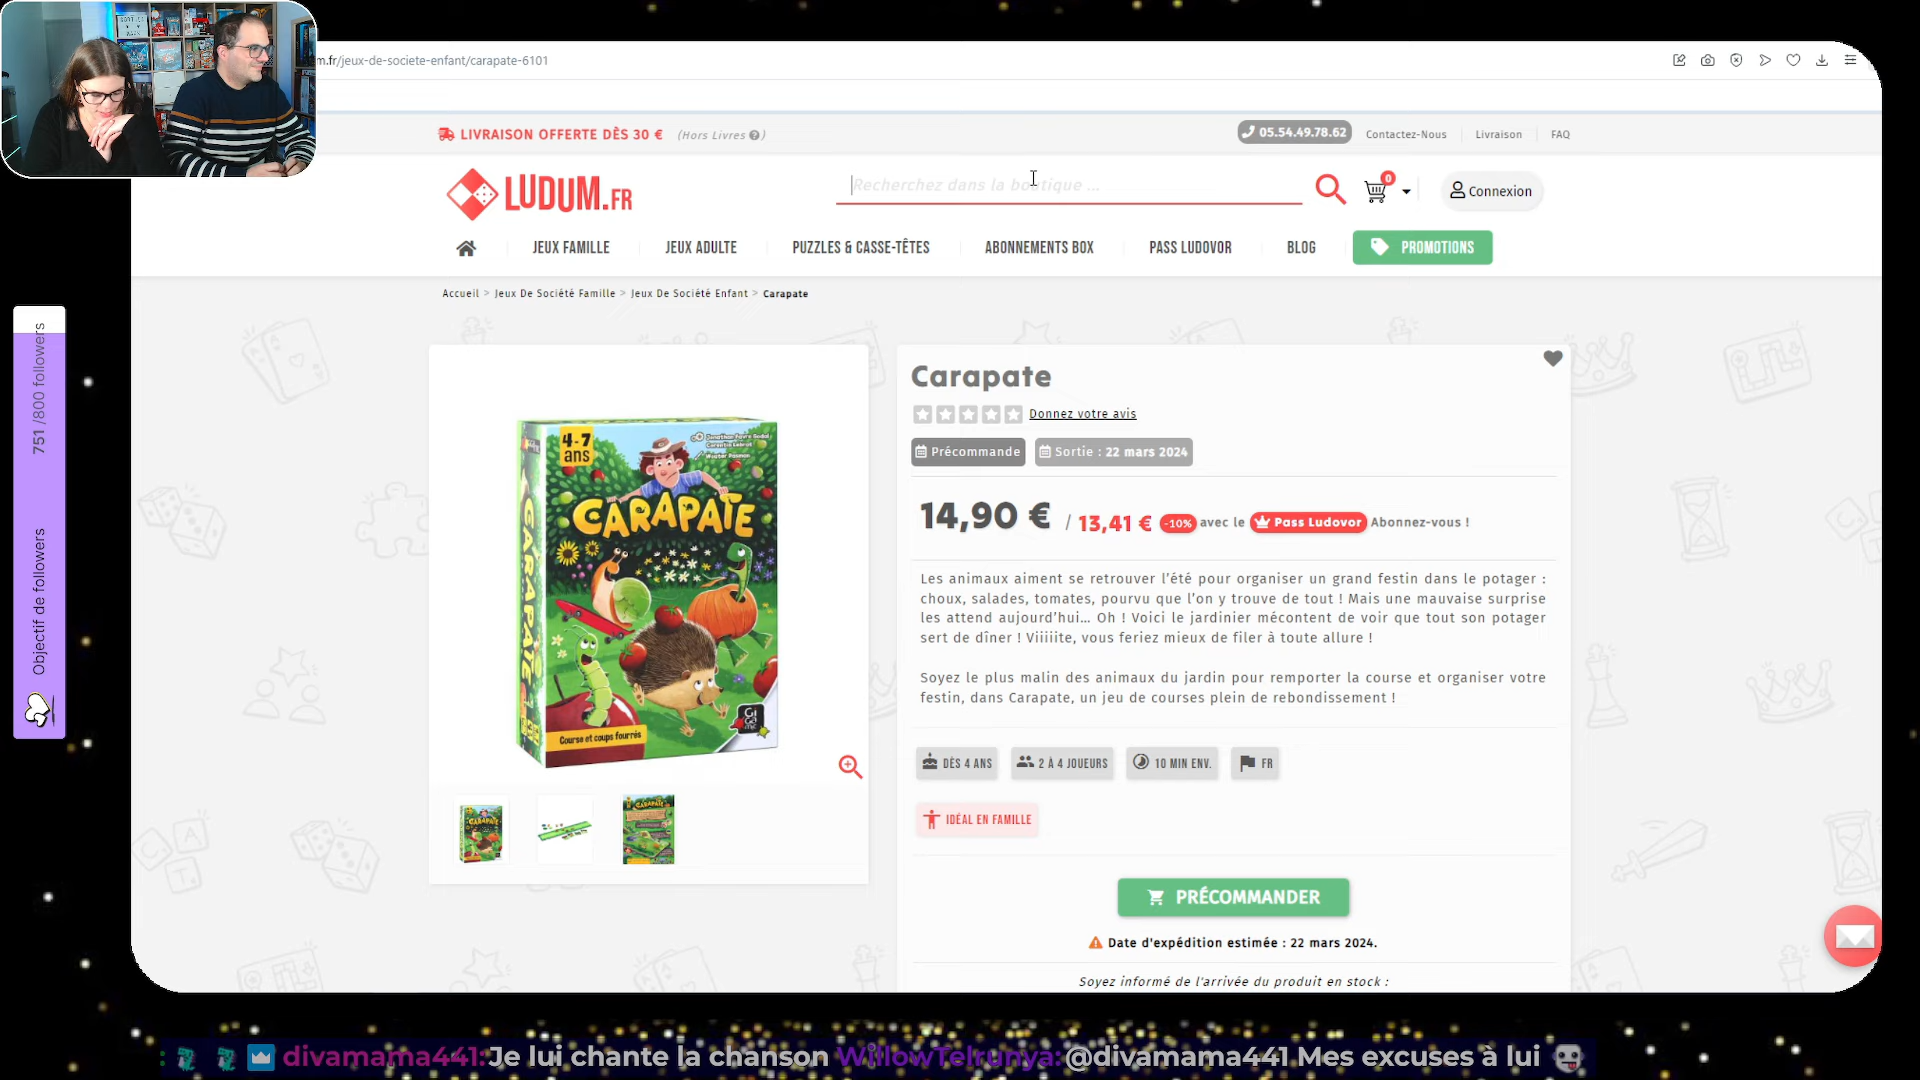 m.fr/jeux-de-societe-enfant/carapate-6101
LIVRAISON OFFERTE DÈS 30 € (Hors Livres ?)
05.54.49.78.62
Contactez-Nous
Livraison
FAQ
LUDUM.FR
Recherchez dans la boutique ...
0
Connexion
JEUX FAMILLE
JEUX ADULTE
PUZZLES & CASSE-TÊTES
ABONNEMENTS BOX
PASS LUDOVOR
BLOG
PROMOTIONS
Accueil > Jeux De Société Famille > Jeux De Société Enfant > Carapate
4-7
ans
CARAPATE
CARAPATE
Course et coups fourrés
Gigamic
Carapate
Donnez votre avis
Précommande
Sortie : 22 mars 2024
14,90 € / 13,41 € -10% avec le Pass Ludovor Abonnez-vous !
Les animaux aiment se retrouver l’été pour organiser un grand festin dans le potager :
choux, salades, tomates, pourvu que l’on y trouve de tout ! Mais une mauvaise surprise
les attend aujourd’hui… Oh ! Voici le jardinier mécontent de voir que tout son potager
sert de dîner ! Viiiiite, vous feriez mieux de filer à toute allure !
Soyez le plus malin des animaux du jardin pour remporter la course et organiser votre
festin, dans Carapate, un jeu de courses plein de rebondissement !
DÈS 4 ANS
2 À 4 JOUEURS
10 MIN ENV.
FR
IDÉAL EN FAMILLE
PRÉCOMMANDER
Date d'expédition estimée : 22 mars 2024.
Soyez informé de l'arrivée du produit en stock :
Objectif de followers
751 /800 followers
divamama441: Je lui chante la chanson WillowTelrunya: @divamama441 Mes excuses à lui